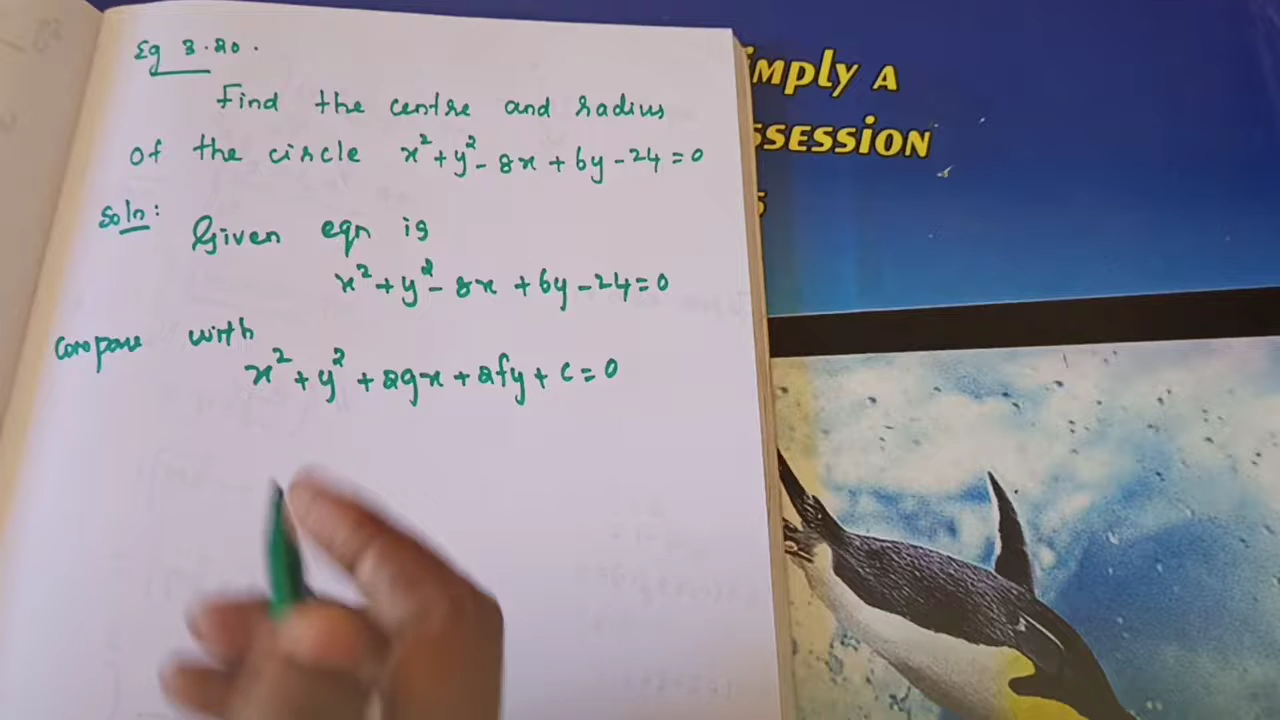 Eg 3.20.
Find the centre and radius
of the circle x²+y²-8x+6y-24=0
Soln:
Given eqn is
x²+y²-8x+6y-24=0
Compare with
x²+y²+2gx+2fy+c=0
IMPLY A
SSESSION